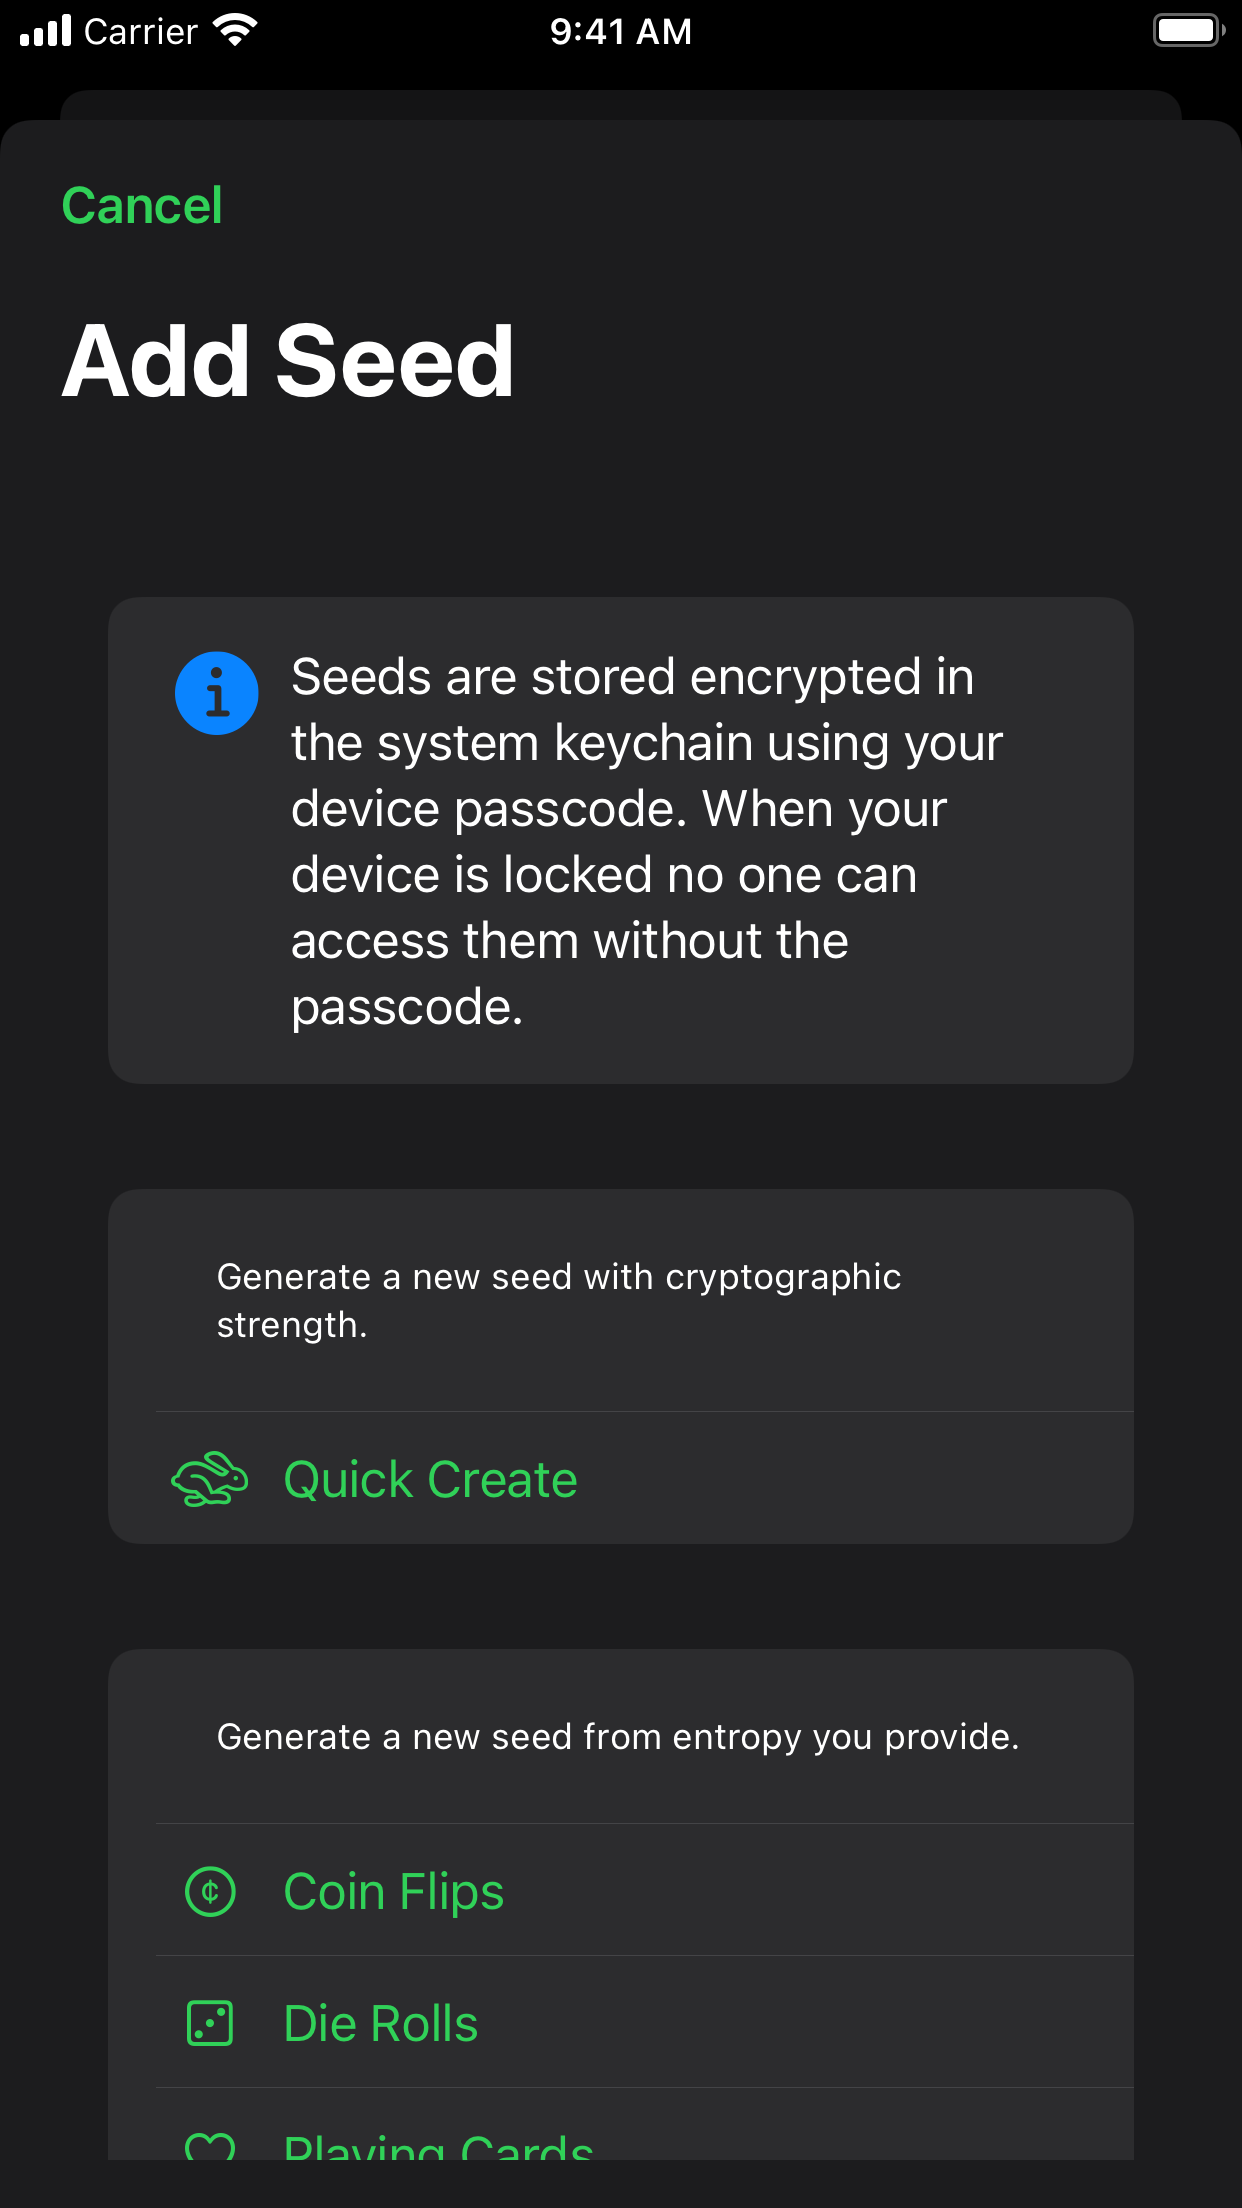 Carrier 9:41 AM
Cancel
Add Seed
Seeds are stored encrypted in
the system keychain using your
device passcode. When your
device is locked no one can
access them without the
passcode.
Generate a new seed with cryptographic
strength.
Quick Create
Generate a new seed from entropy you provide.
¢ Coin Flips
Die Rolls
Playing Cards